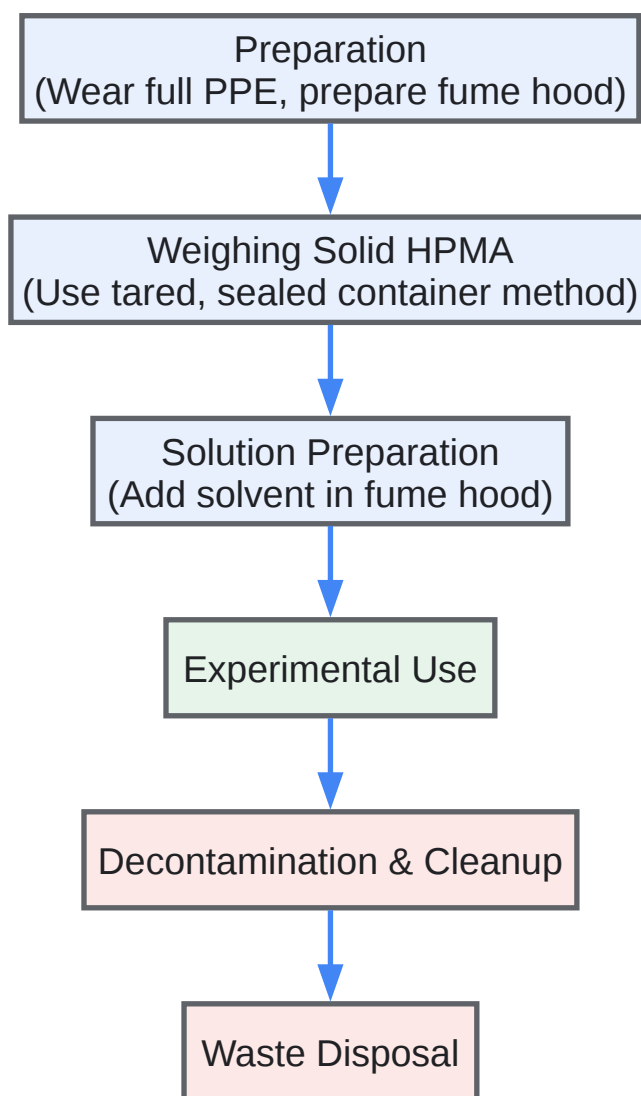 Preparation
(Wear full PPE, prepare fume hood)
Weighing Solid HPMA
(Use tared, sealed container method)
Solution Preparation
(Add solvent in fume hood)
Experimental Use
Decontamination & Cleanup
Waste Disposal